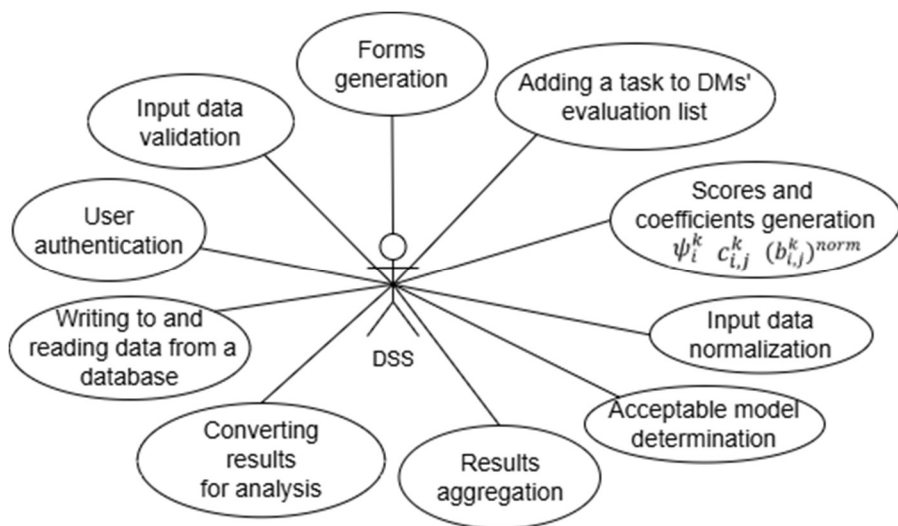 Forms
generation
Adding a task to DMs'
evaluation list
Input data
validation
Scores and
coefficients generation
ψ_i^k c_{i,j}^k (b_{i,j}^k)^{norm}
User
authentication
Input data
normalization
Writing to and
reading data from a
database
DSS
Acceptable model
determination
Converting
results
for analysis
Results
aggregation